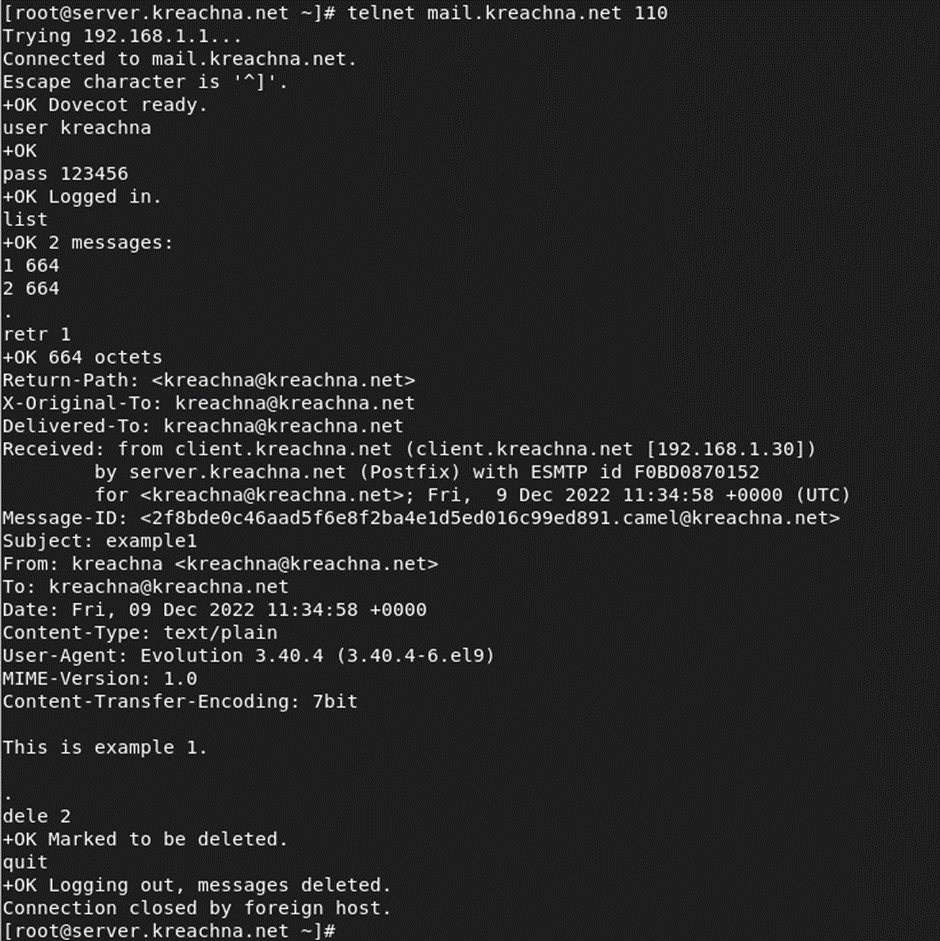 [root@server.kreachna.net ~]# telnet mail.kreachna.net 110
Trying 192.168.1.1...
Connected to mail.kreachna.net.
Escape character is '^]'.
+OK Dovecot ready.
user kreachna
+OK
pass 123456
+OK Logged in.
list
+OK 2 messages:
1 664
2 664
.
retr 1
+OK 664 octets
Return-Path: <kreachna@kreachna.net>
X-Original-To: kreachna@kreachna.net
Delivered-To: kreachna@kreachna.net
Received: from client.kreachna.net (client.kreachna.net [192.168.1.30])
        by server.kreachna.net (Postfix) with ESMTP id F0BD0870152
        for <kreachna@kreachna.net>; Fri,  9 Dec 2022 11:34:58 +0000 (UTC)
Message-ID: <2f8bde0c46aad5f6e8f2ba4e1d5ed016c99ed891.camel@kreachna.net>
Subject: example1
From: kreachna <kreachna@kreachna.net>
To: kreachna@kreachna.net
Date: Fri, 09 Dec 2022 11:34:58 +0000
Content-Type: text/plain
User-Agent: Evolution 3.40.4 (3.40.4-6.el9)
MIME-Version: 1.0
Content-Transfer-Encoding: 7bit

This is example 1.

.
dele 2
+OK Marked to be deleted.
quit
+OK Logging out, messages deleted.
Connection closed by foreign host.
[root@server.kreachna.net ~]#